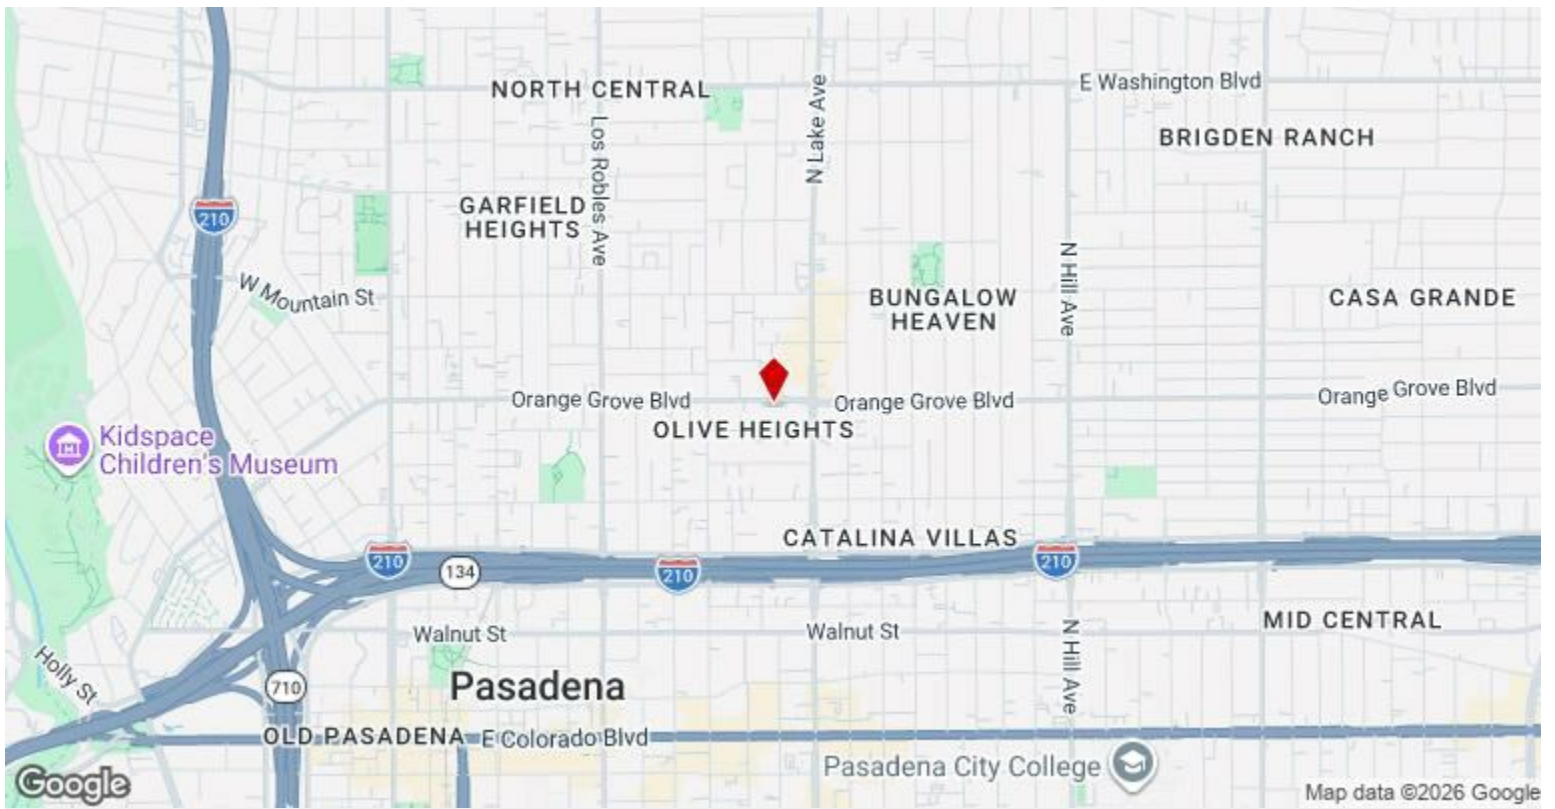 E Washington Blvd
NORTH CENTRAL
N Lake Ave
Los Robles Ave
BRIGDEN RANCH
GARFIELD
HEIGHTS
210
N Hill Ave
W Mountain St
BUNGALOW
HEAVEN
CASA GRANDE
Orange Grove Blvd
Orange Grove Blvd
Orange Grove Blvd
OLIVE HEIGHTS
Kidspace
Children's Museum
CATALINA VILLAS
210
134
210
210
Walnut St
Walnut St
MID CENTRAL
N Hill Ave
Holly St
710
Pasadena
OLD PASADENA
E Colorado Blvd
Pasadena City College
Google
Map data ©2026 Google